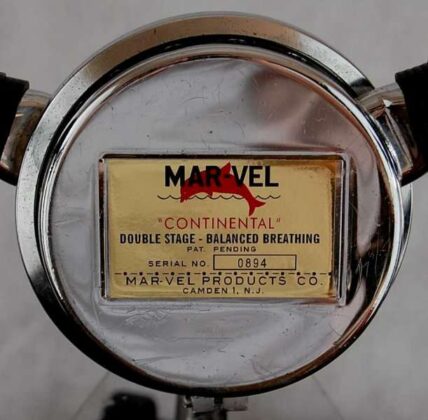 MAR-VEL
"CONTINENTAL"
DOUBLE STAGE - BALANCED BREATHING
PAT. PENDING
SERIAL NO. 0894
MAR-VEL PRODUCTS CO.
CAMDEN 1, N.J.